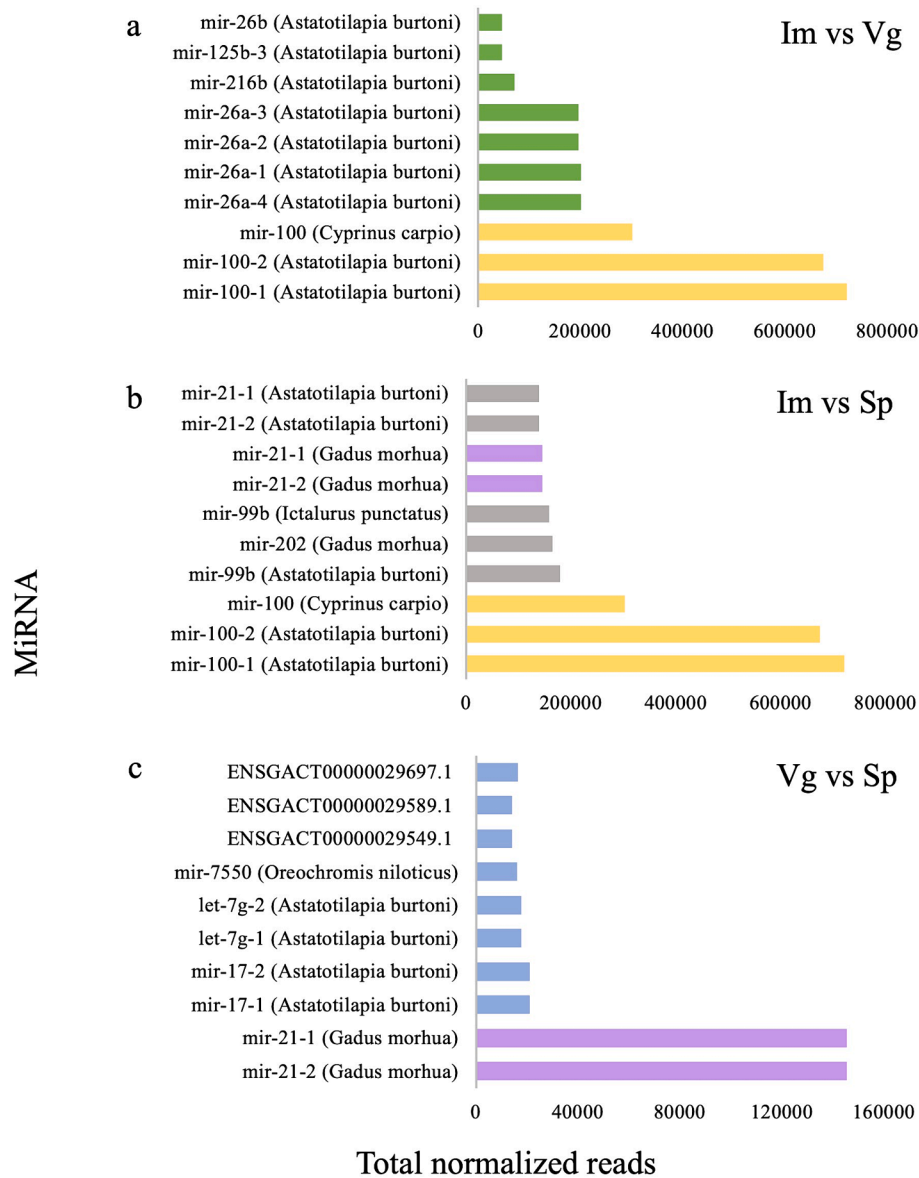 a
Im vs Vg
mir-26b (Astatotilapia burtoni)
mir-125b-3 (Astatotilapia burtoni)
mir-216b (Astatotilapia burtoni)
mir-26a-3 (Astatotilapia burtoni)
mir-26a-2 (Astatotilapia burtoni)
mir-26a-1 (Astatotilapia burtoni)
mir-26a-4 (Astatotilapia burtoni)
mir-100 (Cyprinus carpio)
mir-100-2 (Astatotilapia burtoni)
mir-100-1 (Astatotilapia burtoni)
0 200000 400000 600000 800000
b
Im vs Sp
mir-21-1 (Astatotilapia burtoni)
mir-21-2 (Astatotilapia burtoni)
mir-21-1 (Gadus morhua)
mir-21-2 (Gadus morhua)
mir-99b (Ictalurus punctatus)
mir-202 (Gadus morhua)
mir-99b (Astatotilapia burtoni)
mir-100 (Cyprinus carpio)
mir-100-2 (Astatotilapia burtoni)
mir-100-1 (Astatotilapia burtoni)
0 200000 400000 600000 800000
MiRNA
c
Vg vs Sp
ENSGACT00000029697.1
ENSGACT00000029589.1
ENSGACT00000029549.1
mir-7550 (Oreochromis niloticus)
let-7g-2 (Astatotilapia burtoni)
let-7g-1 (Astatotilapia burtoni)
mir-17-2 (Astatotilapia burtoni)
mir-17-1 (Astatotilapia burtoni)
mir-21-1 (Gadus morhua)
mir-21-2 (Gadus morhua)
0 40000 80000 120000 160000
Total normalized reads